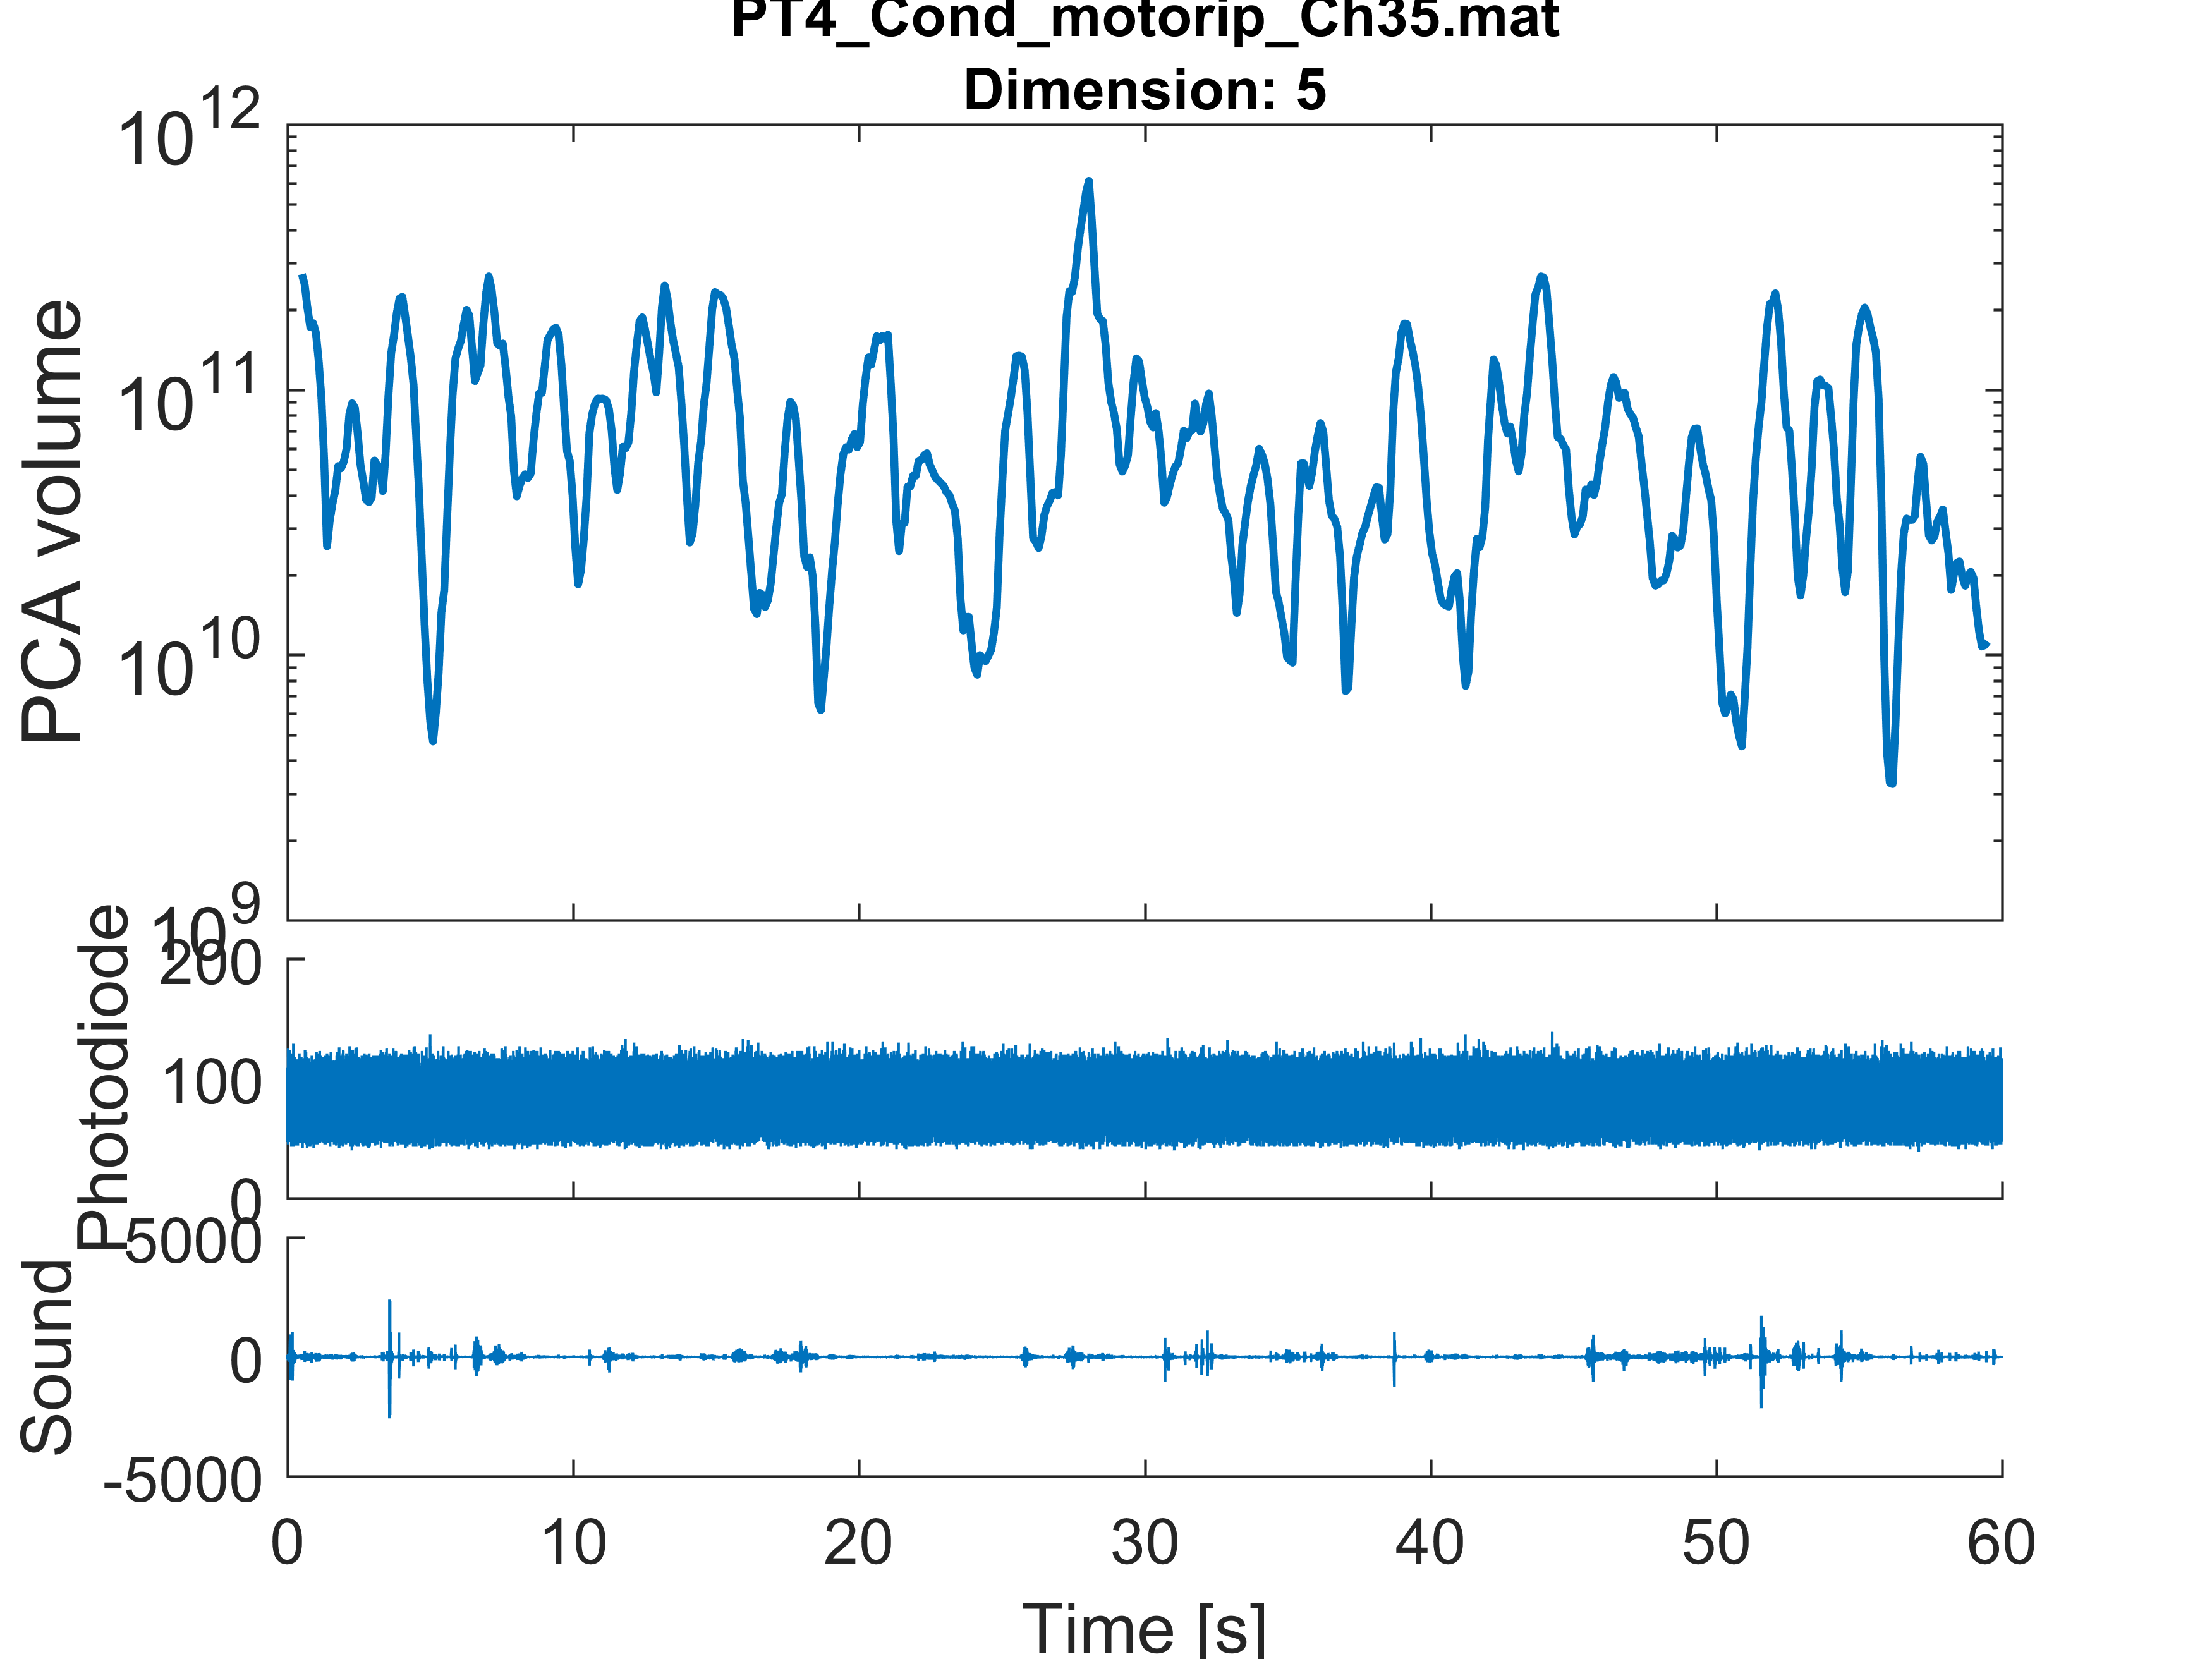 PT4_Cond_motorip_Ch35.mat
Dimension: 5
10^12
10^11
10^10
10^9
PCA volume
200
100
0
Photodiode
5000
0
-5000
Sound
0 10 20 30 40 50 60
Time [s]